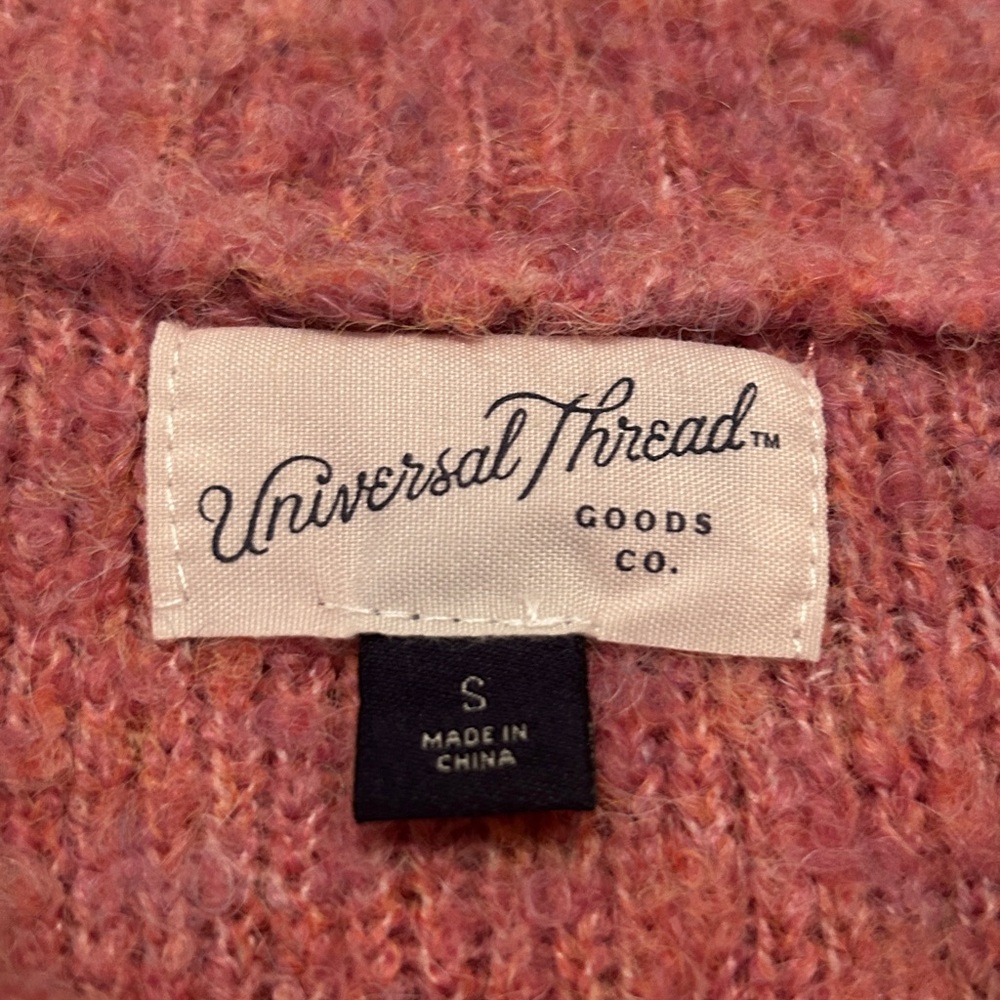 Universal Thread™
GOODS
CO.
S
MADE IN
CHINA